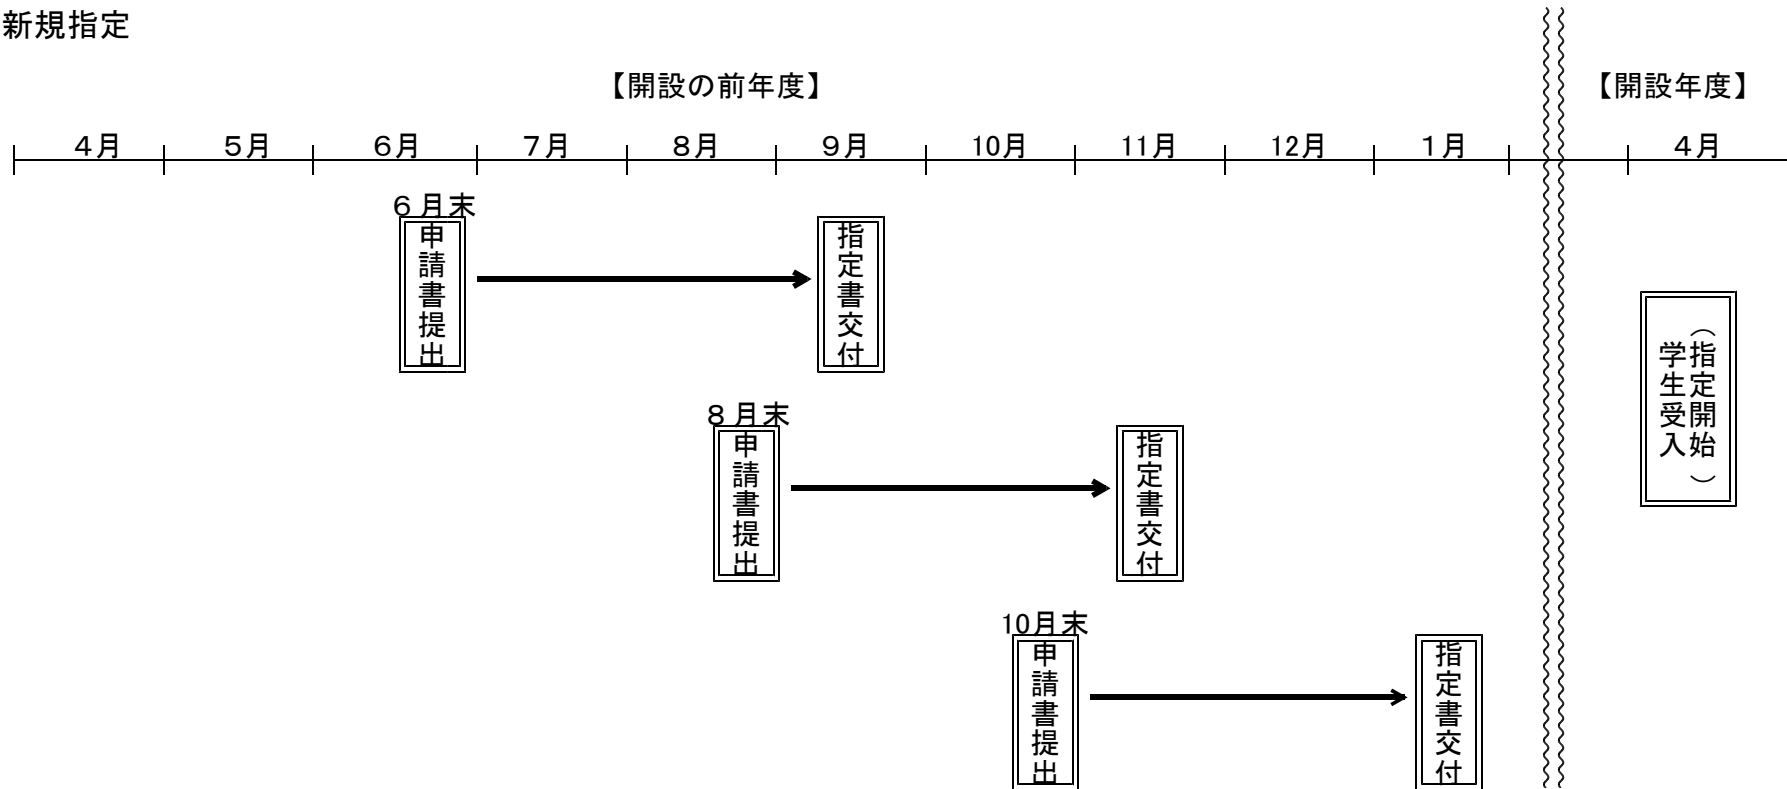 新規指定
【開設の前年度】
【開設年度】
4月 5月 6月 7月 8月 9月 10月 11月 12月 1月 4月
6月末
申請書提出
指定書交付
8月末
申請書提出
指定書交付
10月末
申請書提出
指定書交付
（指定開始）
学生受入